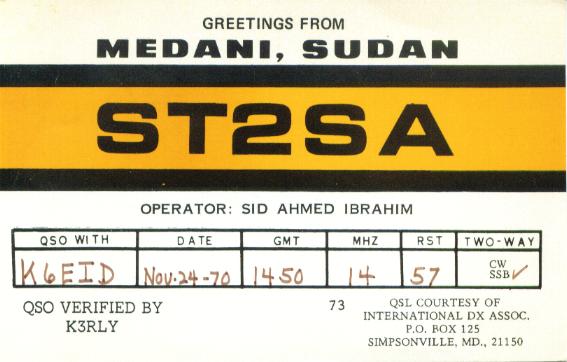 GREETINGS FROM
MEDANI, SUDAN
ST2SA
OPERATOR: SID AHMED IBRAHIM
QSO WITH DATE GMT MHZ RST TWO-WAY
K6EID Nov-24-70 1450 14 57 CW SSB✓
QSO VERIFIED BY
K3RLY
73
QSL COURTESY OF
INTERNATIONAL DX ASSOC.
P.O. BOX 125
SIMPSONVILLE, MD., 21150